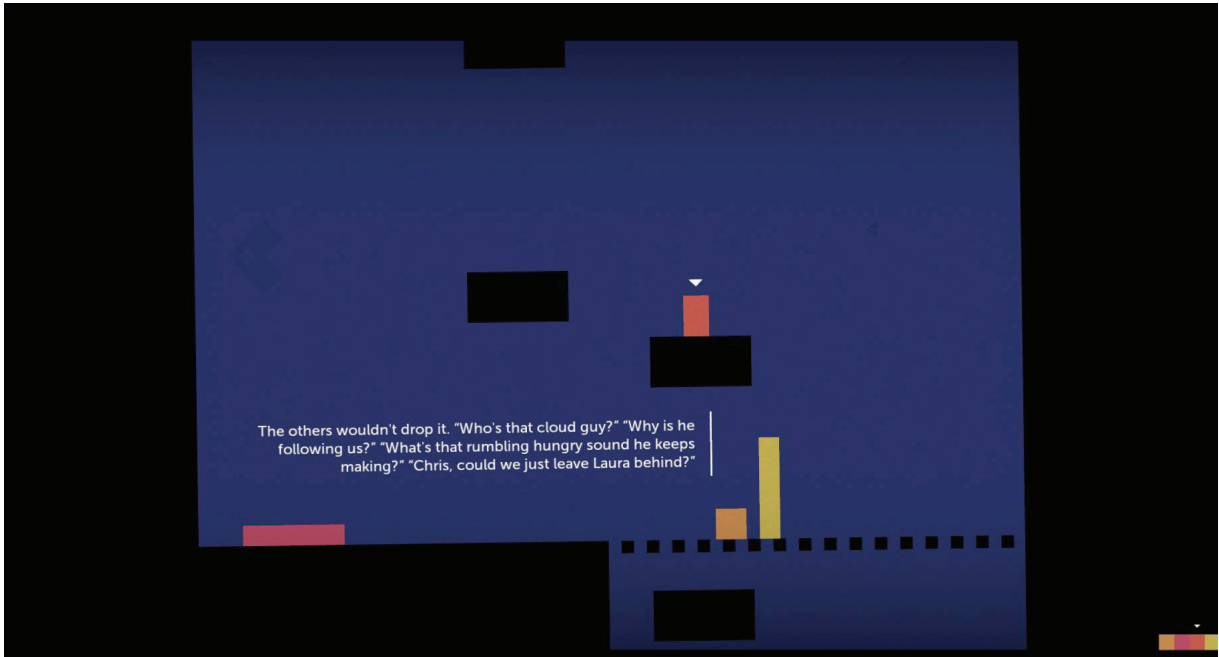 The others wouldn't drop it. "Who's that cloud guy?" "Why is he
following us?" "What's that rumbling hungry sound he keeps
making?" "Chris, could we just leave Laura behind?"